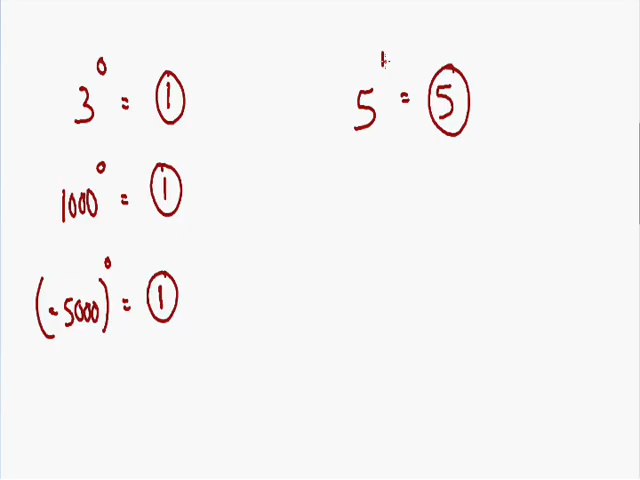 3⁰ = 1
5¹ = 5
1000⁰ = 1
(-5000)⁰ = 1